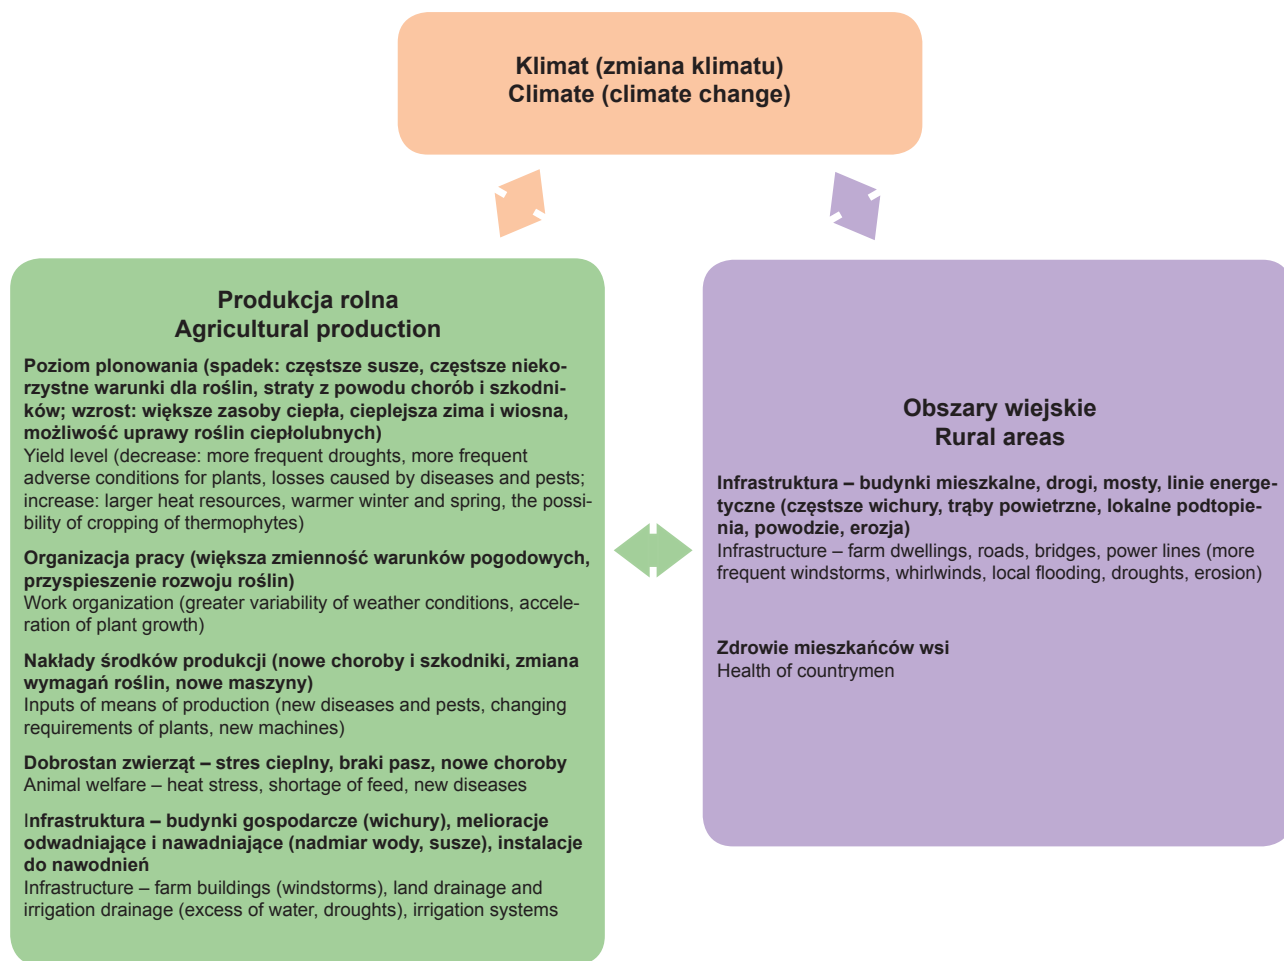 Klimat (zmiana klimatu)
Climate (climate change)
Produkcja rolna
Agricultural production
Poziom plonowania (spadek: częstsze susze, częstsze nieko-
rzystne warunki dla roślin, straty z powodu chorób i szkodni-
ków; wzrost: większe zasoby ciepła, cieplejsza zima i wiosna,
możliwość uprawy roślin ciepłolubnych)
Yield level (decrease: more frequent droughts, more frequent
adverse conditions for plants, losses caused by diseases and pests;
increase: larger heat resources, warmer winter and spring, the possi-
bility of cropping of thermophytes)
Organizacja pracy (większa zmienność warunków pogodowych,
przyspieszenie rozwoju roślin)
Work organization (greater variability of weather conditions, accele-
ration of plant growth)
Nakłady środków produkcji (nowe choroby i szkodniki, zmiana
wymagań roślin, nowe maszyny)
Inputs of means of production (new diseases and pests, changing
requirements of plants, new machines)
Dobrostan zwierząt – stres cieplny, braki pasz, nowe choroby
Animal welfare – heat stress, shortage of feed, new diseases
Infrastruktura – budynki gospodarcze (wichury), melioracje
odwadniające i nawadniające (nadmiar wody, susze), instalacje
do nawodnień
Infrastructure – farm buildings (windstorms), land drainage and
irrigation drainage (excess of water, droughts), irrigation systems
Obszary wiejskie
Rural areas
Infrastruktura – budynki mieszkalne, drogi, mosty, linie energe-
tyczne (częstsze wichury, trąby powietrzne, lokalne podtopie-
nia, powodzie, erozja)
Infrastructure – farm dwellings, roads, bridges, power lines (more
frequent windstorms, whirlwinds, local flooding, droughts, erosion)
Zdrowie mieszkańców wsi
Health of countrymen